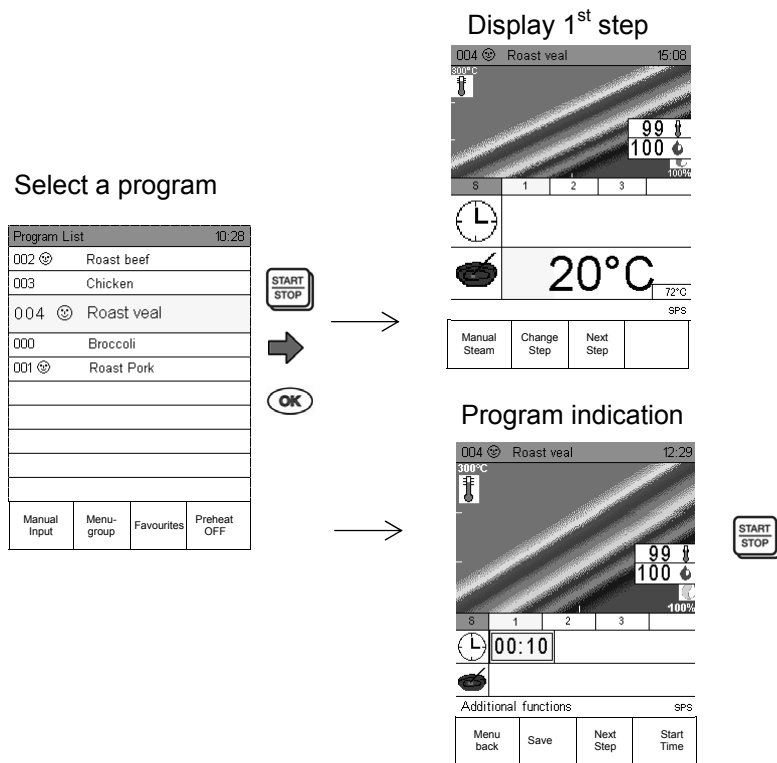 Display 1st step
004 Roast veal 15:08
300°C
99
100
100%
S 1 2 3
20°C
72°C
SPS
Manual Steam
Change Step
Next Step
Select a program
Program List 10:28
002 Roast beef
003 Chicken
004 Roast veal
000 Broccoli
001 Roast Pork
Manual Input
Menu-group
Favourites
Preheat OFF
START
STOP
OK
Program indication
004 Roast veal 12:29
300°C
99
100
100%
S 1 2 3
00:10
Additional functions SPS
Menu back
Save
Next Step
Start Time
START
STOP